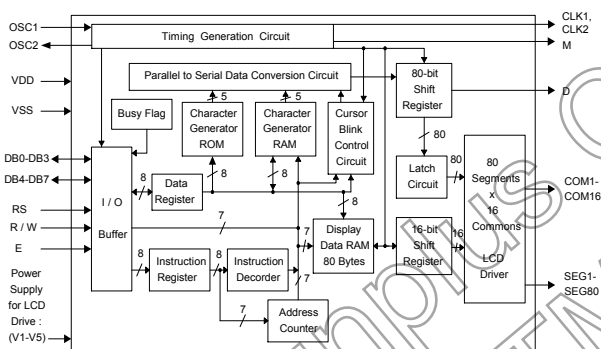 OSC1
OSC2
Timing Generation Circuit
CLK1,
CLK2
M
Parallel to Serial Data Conversion Circuit
80-bit
Shift
Register
D
VDD
VSS
5
5
Busy Flag
Character
Generator
ROM
Character
Generator
RAM
Cursor
Blink
Control
Circuit
80
DB0-DB3
DB4-DB7
RS
R / W
E
I / O
Buffer
8
Data
Register
8
8
8
Latch
Circuit
80
80
Segments
x
16
Commons
LCD
Driver
COM1-
COM16
7
7
Display
Data RAM
80 Bytes
16-bit
Shift
Register
16
SEG1-
SEG80
8
Instruction
Register
8
Instruction
Decorder
7
7
Address
Counter
Power
Supply
for LCD
Drive :
(V1-V5)